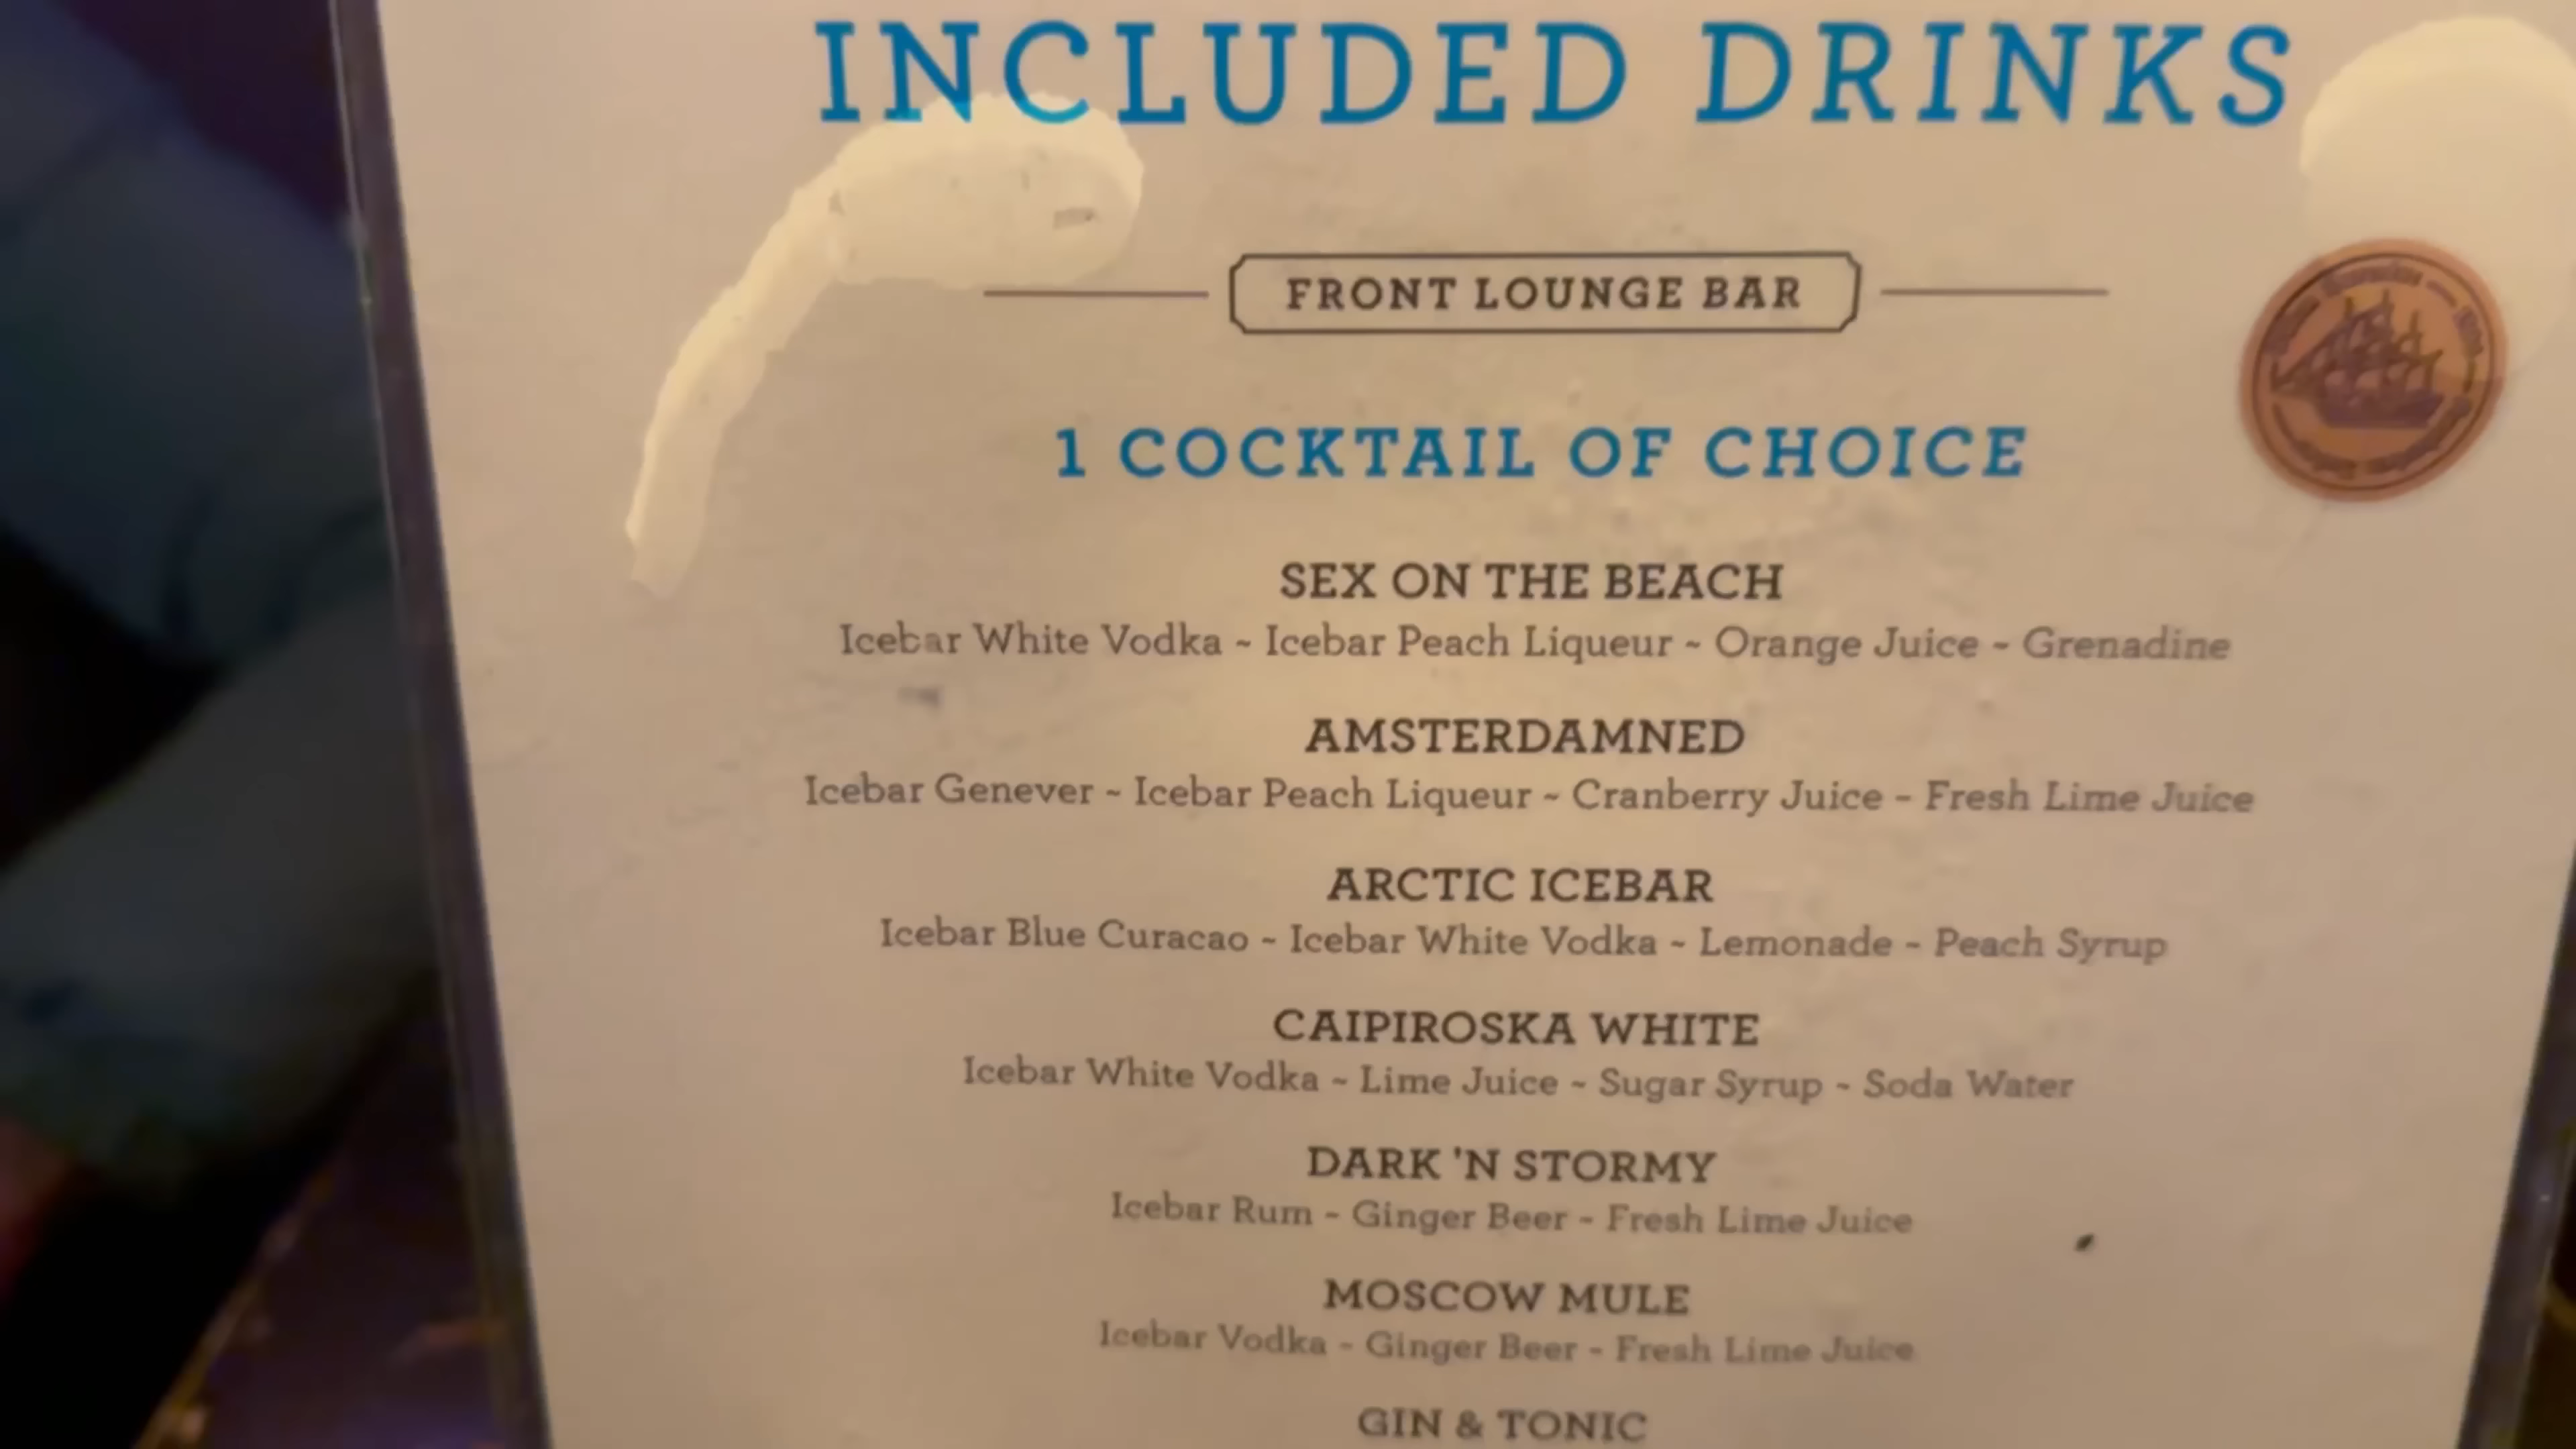 INCLUDED DRINKS
FRONT LOUNGE BAR
1 COCKTAIL OF CHOICE
SEX ON THE BEACH
Icebar White Vodka ~ Icebar Peach Liqueur ~ Orange Juice ~ Grenadine
AMSTERDAMNED
Icebar Genever ~ Icebar Peach Liqueur ~ Cranberry Juice ~ Fresh Lime Juice
ARCTIC ICEBAR
Icebar Blue Curacao ~ Icebar White Vodka ~ Lemonade ~ Peach Syrup
CAIPIROSKA WHITE
Icebar White Vodka ~ Lime Juice ~ Sugar Syrup ~ Soda Water
DARK 'N STORMY
Icebar Rum ~ Ginger Beer ~ Fresh Lime Juice
MOSCOW MULE
Icebar Vodka ~ Ginger Beer ~ Fresh Lime Juice
GIN & TONIC